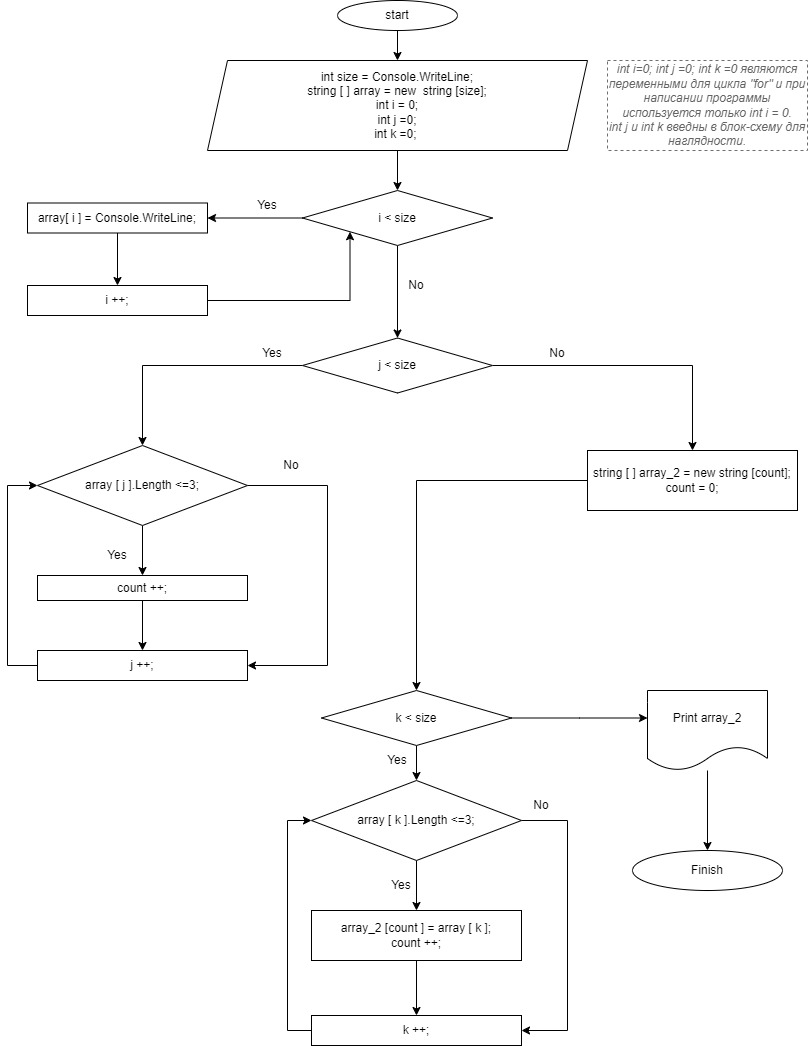 start
int size = Console.WriteLine;
string [ ] array = new string [size];
int i = 0;
int j =0;
int k =0;
int i=0; int j =0; int k =0 являются
переменными для цикла "for" и при
написании программы
используется только int i = 0.
int j и int k введны в блок-схему для
наглядности.
i < size
Yes
array[ i ] = Console.WriteLine;
i ++;
No
j < size
Yes
No
array [ j ].Length <=3;
No
string [ ] array_2 = new string [count];
count = 0;
Yes
count ++;
j ++;
k < size
Print array_2
Yes
array [ k ].Length <=3;
No
Finish
Yes
array_2 [count ] = array [ k ];
count ++;
k ++;